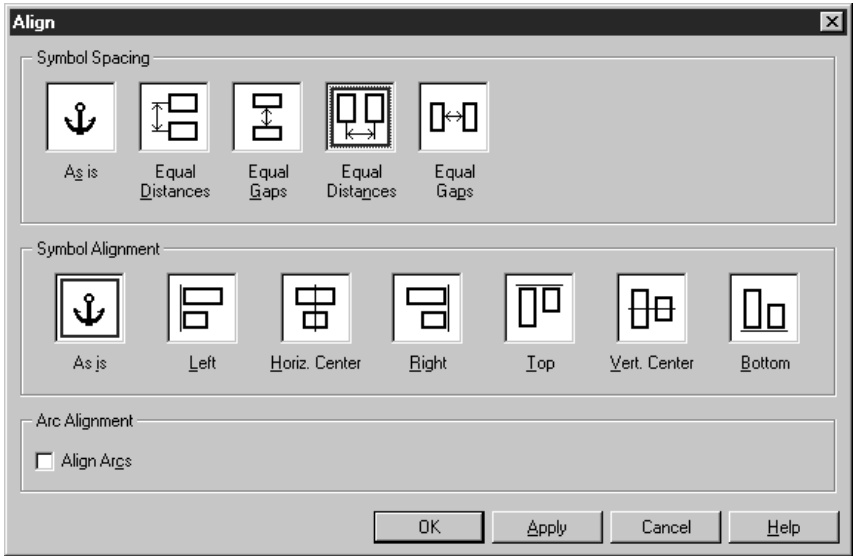 Align
Symbol Spacing
As is
Equal
Distances
Equal
Gaps
Equal
Distances
Equal
Gaps
Symbol Alignment
As is
Left
Horiz. Center
Right
Top
Vert. Center
Bottom
Arc Alignment
Align Arcs
OK
Apply
Cancel
Help